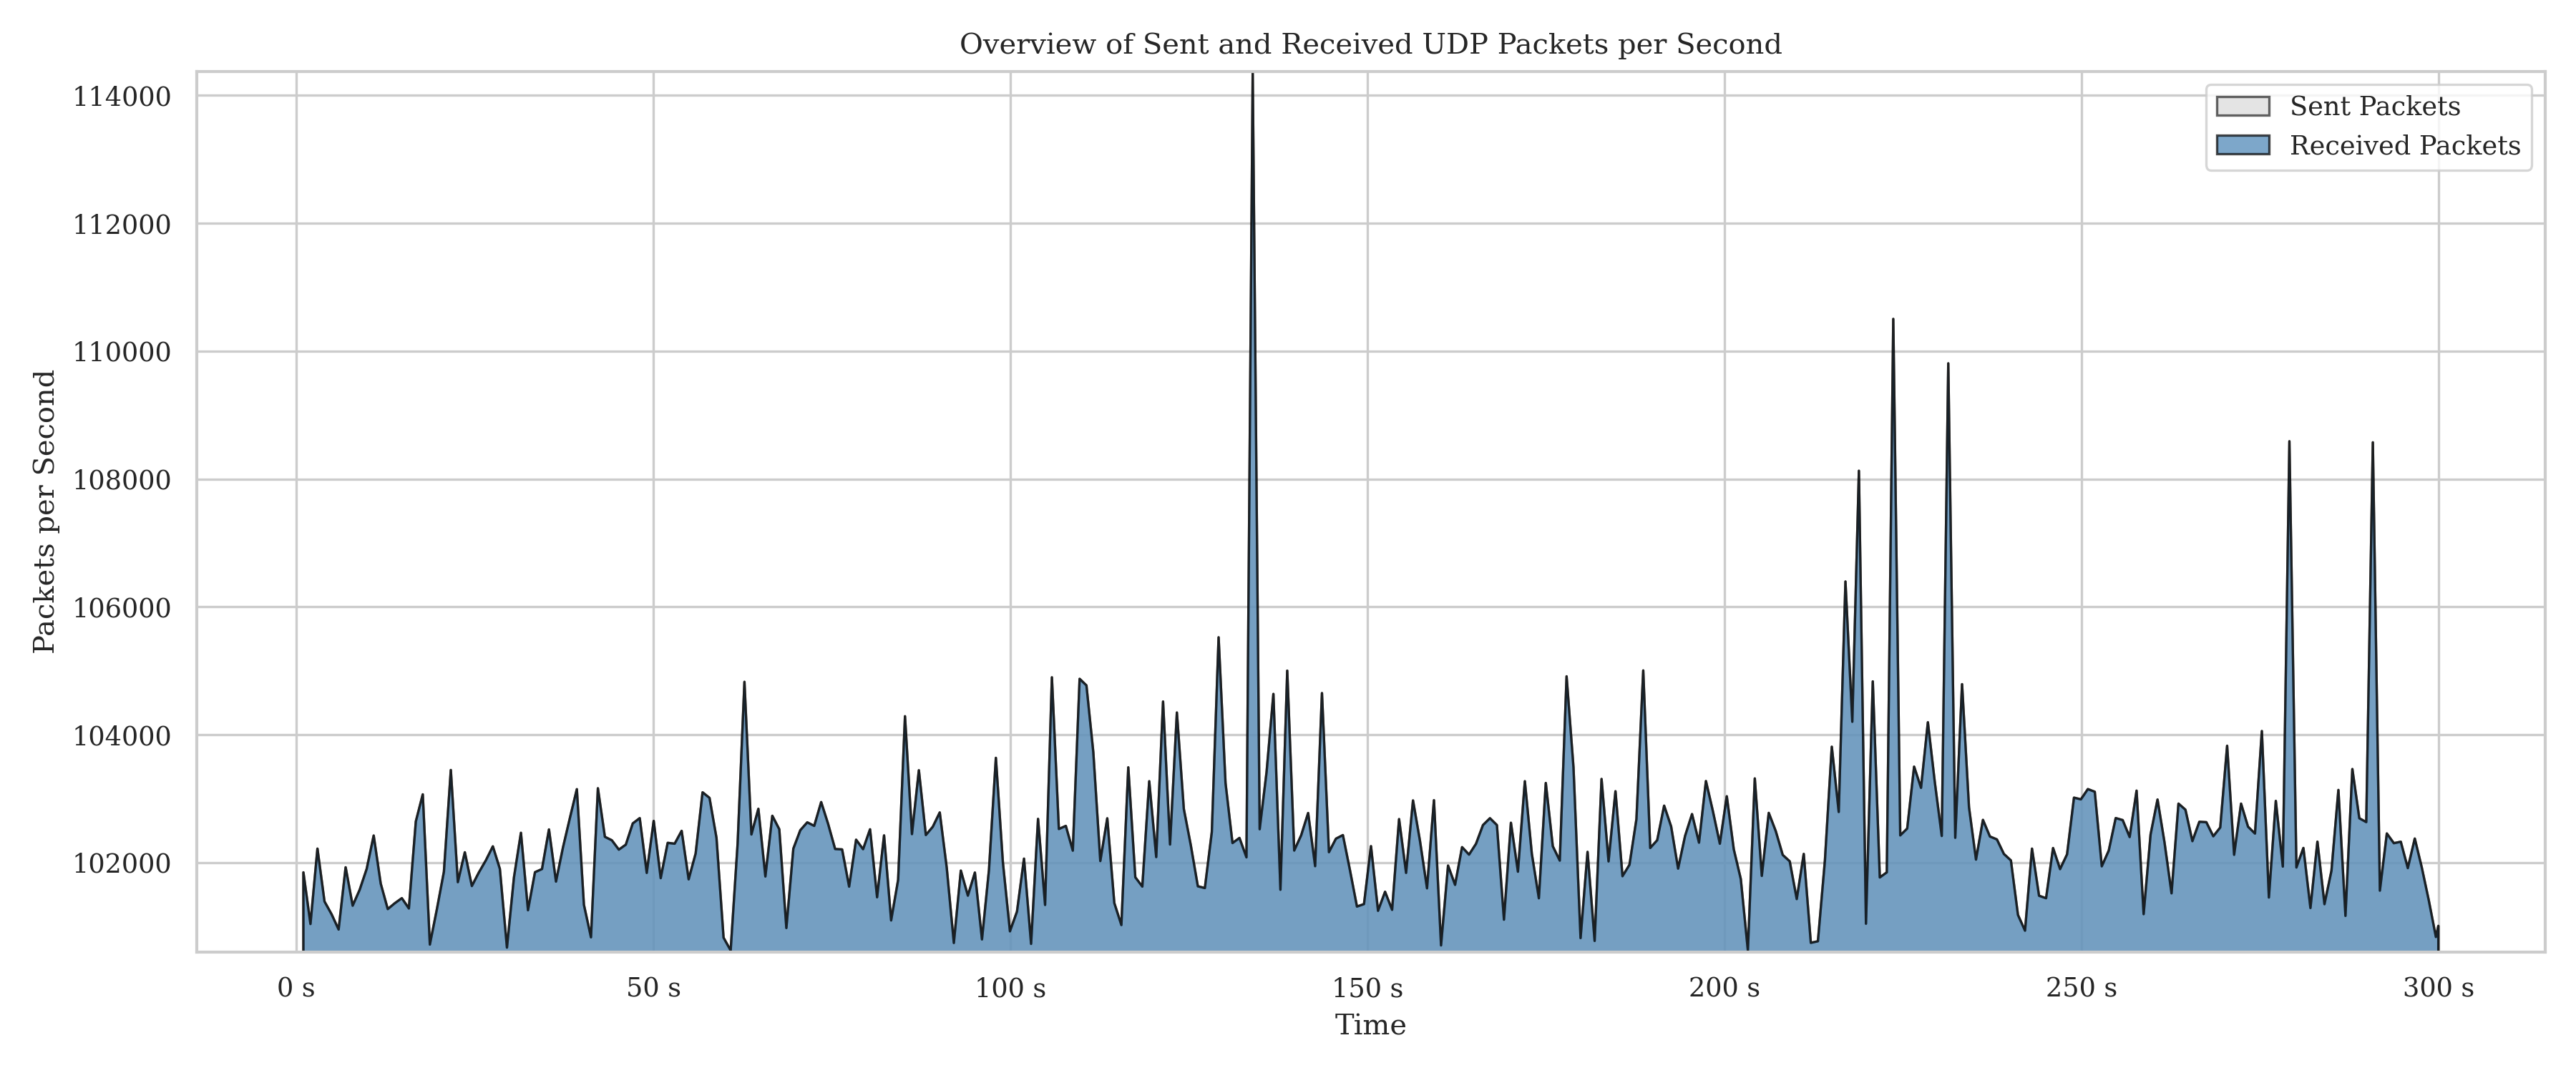 Overview of Sent and Received UDP Packets per Second
Sent Packets
Received Packets
Packets per Second
114000
112000
110000
108000
106000
104000
102000
0 s
50 s
100 s
150 s
200 s
250 s
300 s
Time